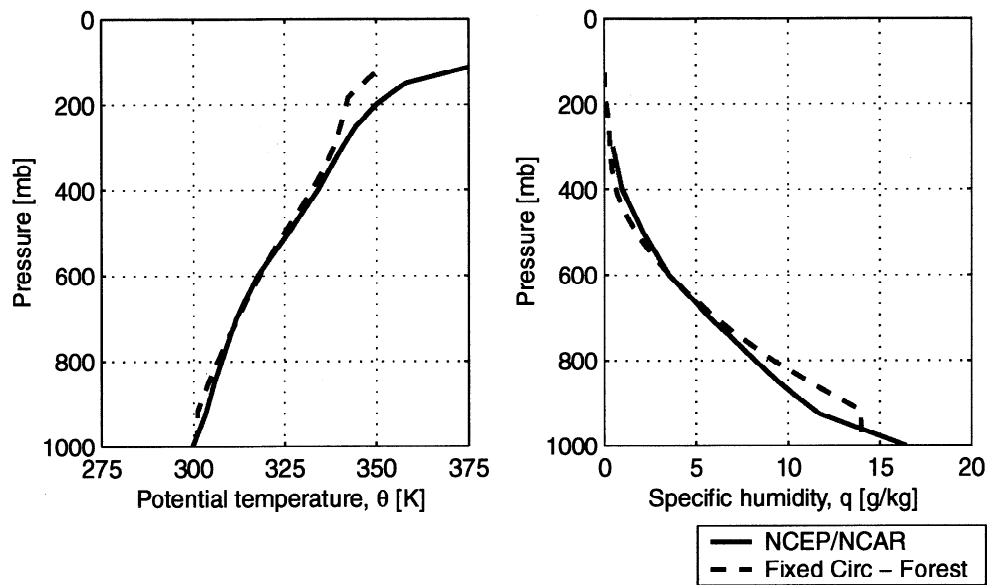 0
200
400
600
800
1000
Pressure [mb]
275 300 325 350 375
Potential temperature, θ [K]
0
200
400
600
800
1000
Pressure [mb]
0 5 10 15 20
Specific humidity, q [g/kg]
NCEP/NCAR
Fixed Circ – Forest